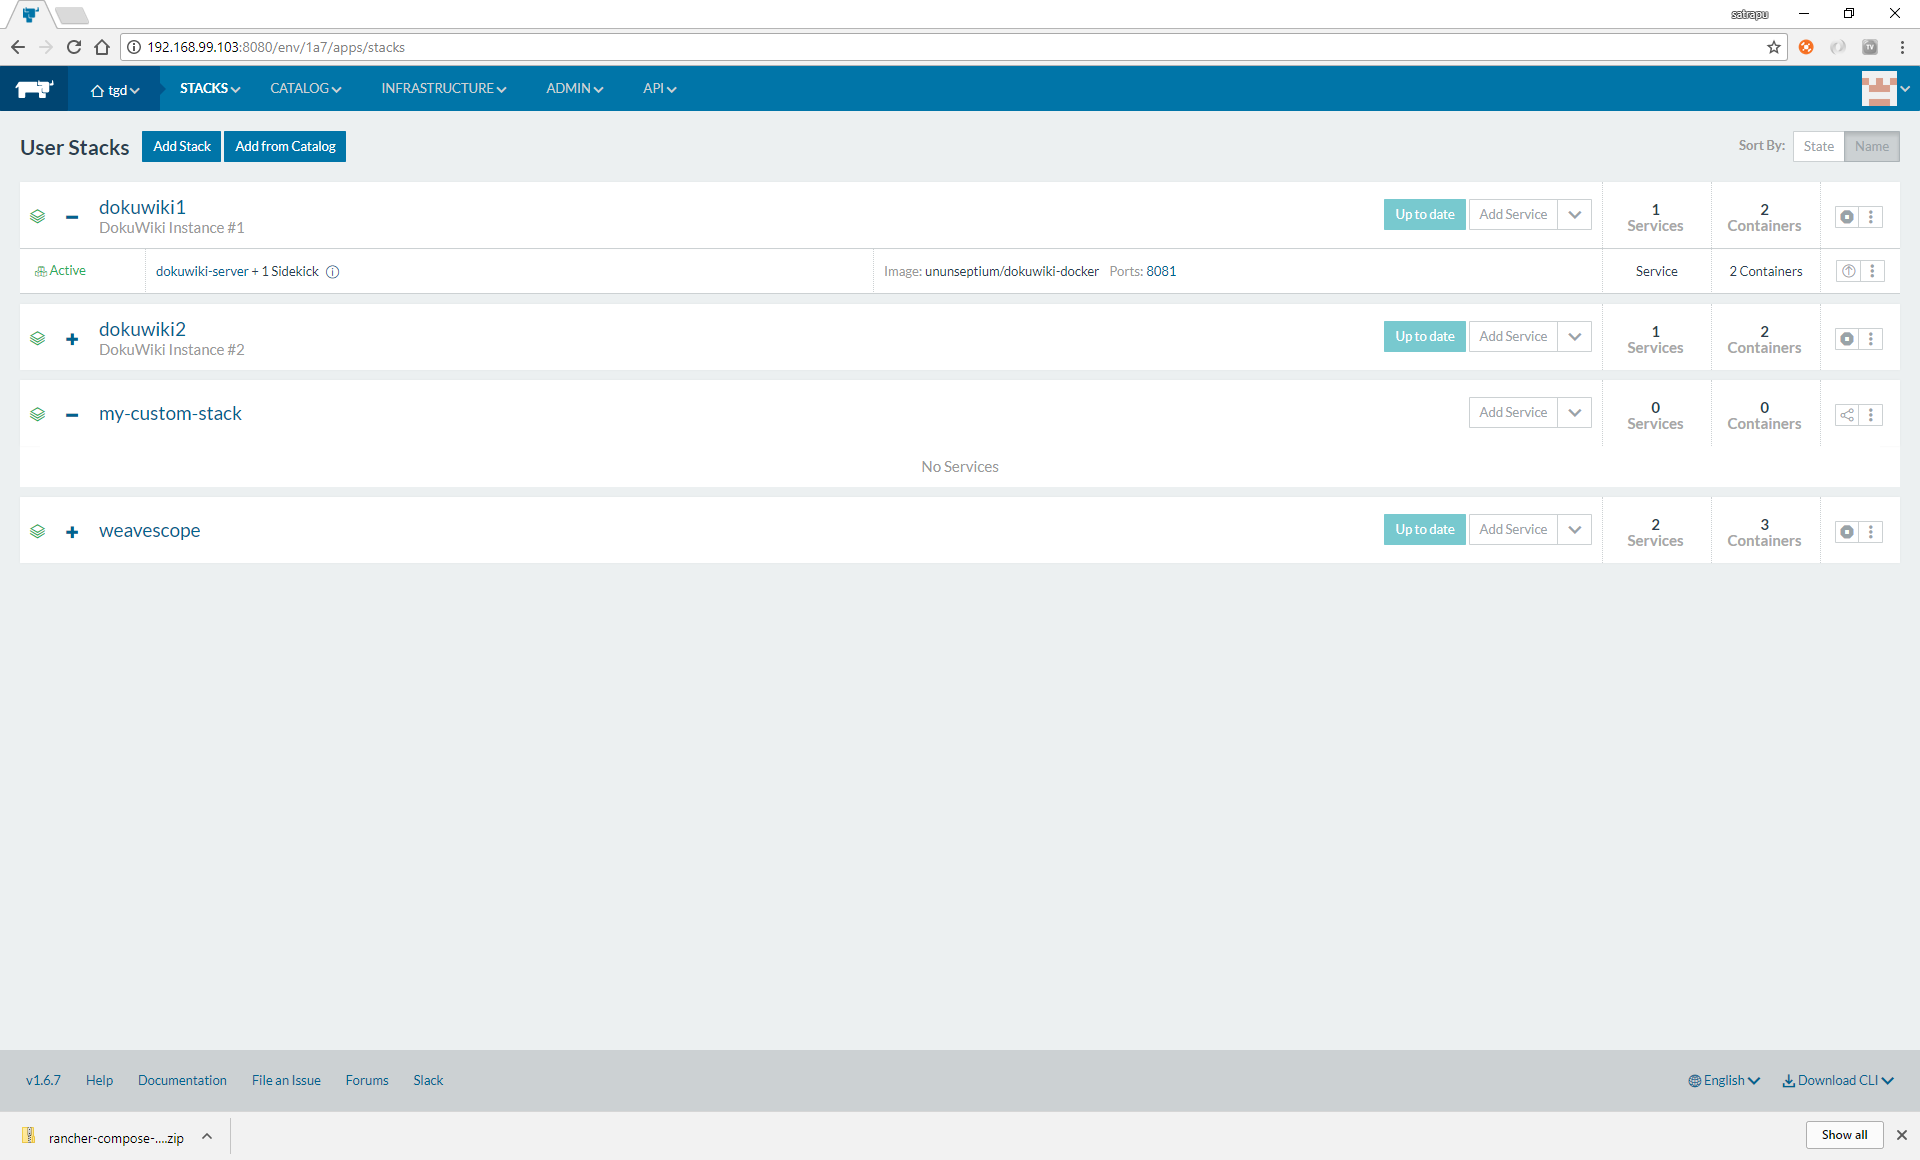 satrapu
192.168.99.103:8080/env/1a7/apps/stacks
tgd STACKS CATALOG INFRASTRUCTURE ADMIN API
User Stacks Add Stack Add from Catalog Sort By: State Name
dokuwiki1
DokuWiki Instance #1
Up to date Add Service
1 Services
2 Containers
Active dokuwiki-server + 1 Sidekick Image: ununseptium/dokuwiki-docker Ports: 8081 Service 2 Containers
dokuwiki2
DokuWiki Instance #2
Up to date Add Service
1 Services
2 Containers
my-custom-stack
Add Service
0 Services
0 Containers
No Services
weavescope
Up to date Add Service
2 Services
3 Containers
v1.6.7 Help Documentation File an Issue Forums Slack English Download CLI
rancher-compose-....zip Show all